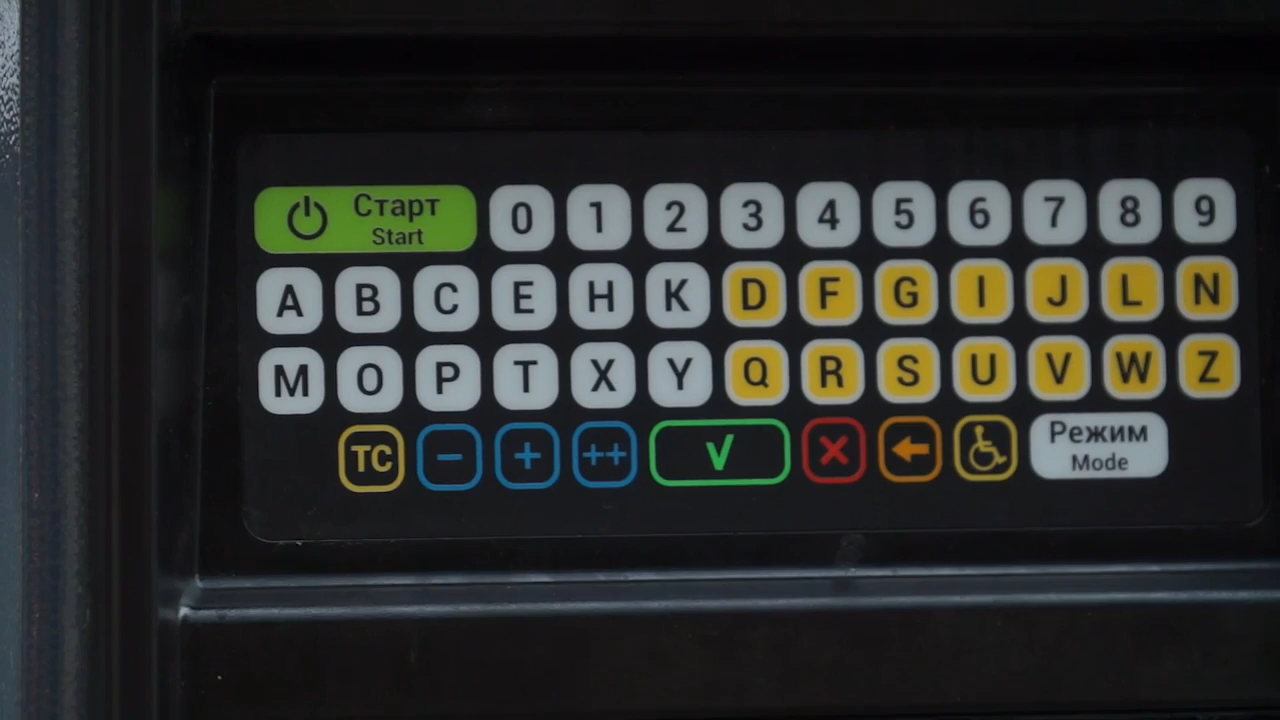 Старт 0 1 2 3 4 5 6 7 8 9
Start
A B C E H K D F G I J L N
M O P T X Y Q R S U V W Z
TC − + ++ √ × ← Режим
Mode